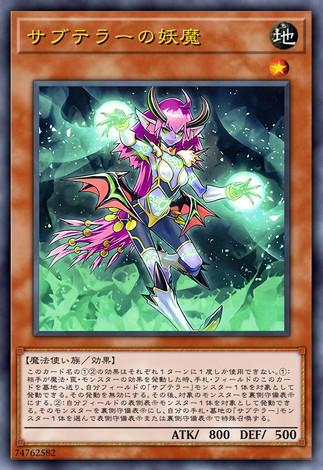 サブテラーの妖魔
地
【魔法使い族／効果】
このカード名の①②の効果はそれぞれ１ターンに１度しか使用できない。①：
相手が魔法・罠・モンスターの効果を発動した時、手札・フィールドのこのカード
を墓地へ送り、自分フィールドの「サブテラー」モンスター１体を対象として発動
できる。その発動を無効にする。その後、対象のモンスターを裏側守備表
示にする。②：自分フィールドの表側表示モンスター１体を対象として発動でき
る。そのモンスターを裏側守備表示にし、自分の手札・墓地の「サブテラー」モン
スター１体を選んで表側守備表示または裏側守備表示で特殊召喚する。
ATK/ 800 DEF/ 500
74762582